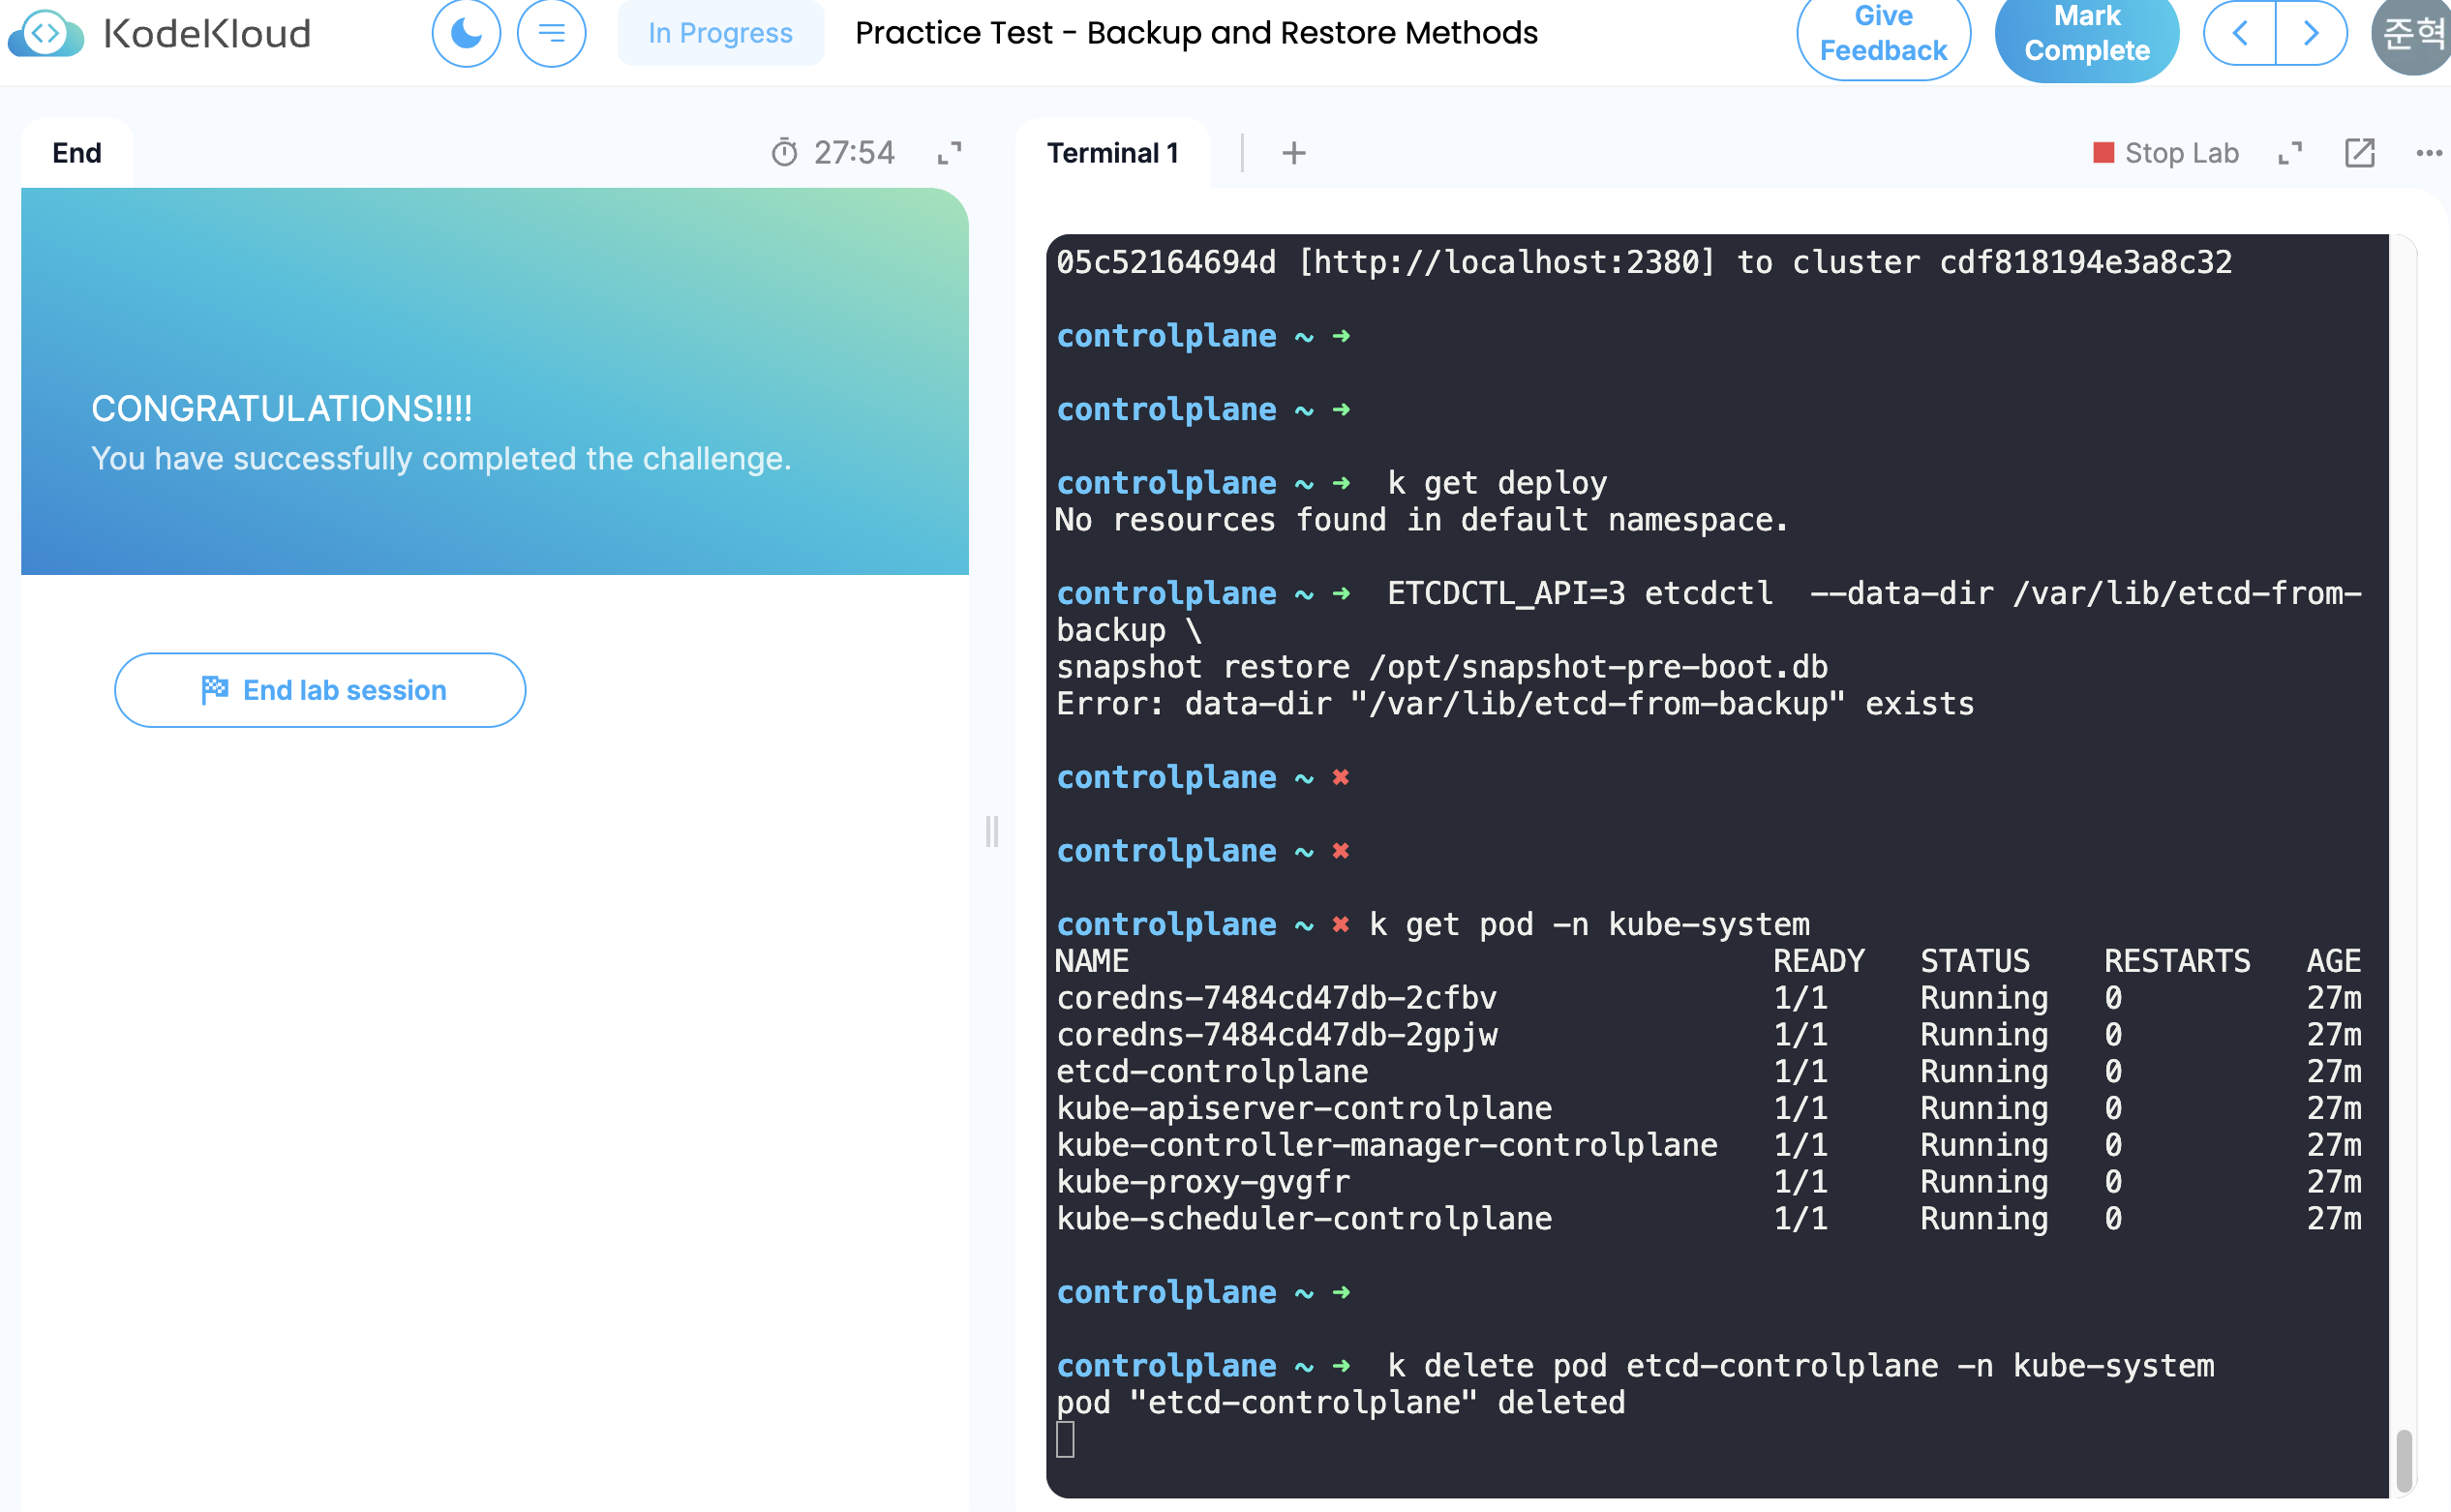 KodeKloud
In Progress
Practice Test - Backup and Restore Methods
Give Feedback
Mark Complete
준혁
End
27:54
Terminal 1
+
Stop Lab
CONGRATULATIONS!!!!
You have successfully completed the challenge.
End lab session
05c52164694d [http://localhost:2380] to cluster cdf818194e3a8c32
controlplane ~ ➜
controlplane ~ ➜
controlplane ~ ➜  k get deploy
No resources found in default namespace.
controlplane ~ ➜  ETCDCTL_API=3 etcdctl  --data-dir /var/lib/etcd-from-
backup \
snapshot restore /opt/snapshot-pre-boot.db
Error: data-dir "/var/lib/etcd-from-backup" exists
controlplane ~ ✖
controlplane ~ ✖
controlplane ~ ✖ k get pod -n kube-system
NAME READY STATUS RESTARTS AGE
coredns-7484cd47db-2cfbv 1/1 Running 0 27m
coredns-7484cd47db-2gpjw 1/1 Running 0 27m
etcd-controlplane 1/1 Running 0 27m
kube-apiserver-controlplane 1/1 Running 0 27m
kube-controller-manager-controlplane 1/1 Running 0 27m
kube-proxy-gvgfr 1/1 Running 0 27m
kube-scheduler-controlplane 1/1 Running 0 27m
controlplane ~ ➜
controlplane ~ ➜  k delete pod etcd-controlplane -n kube-system
pod "etcd-controlplane" deleted